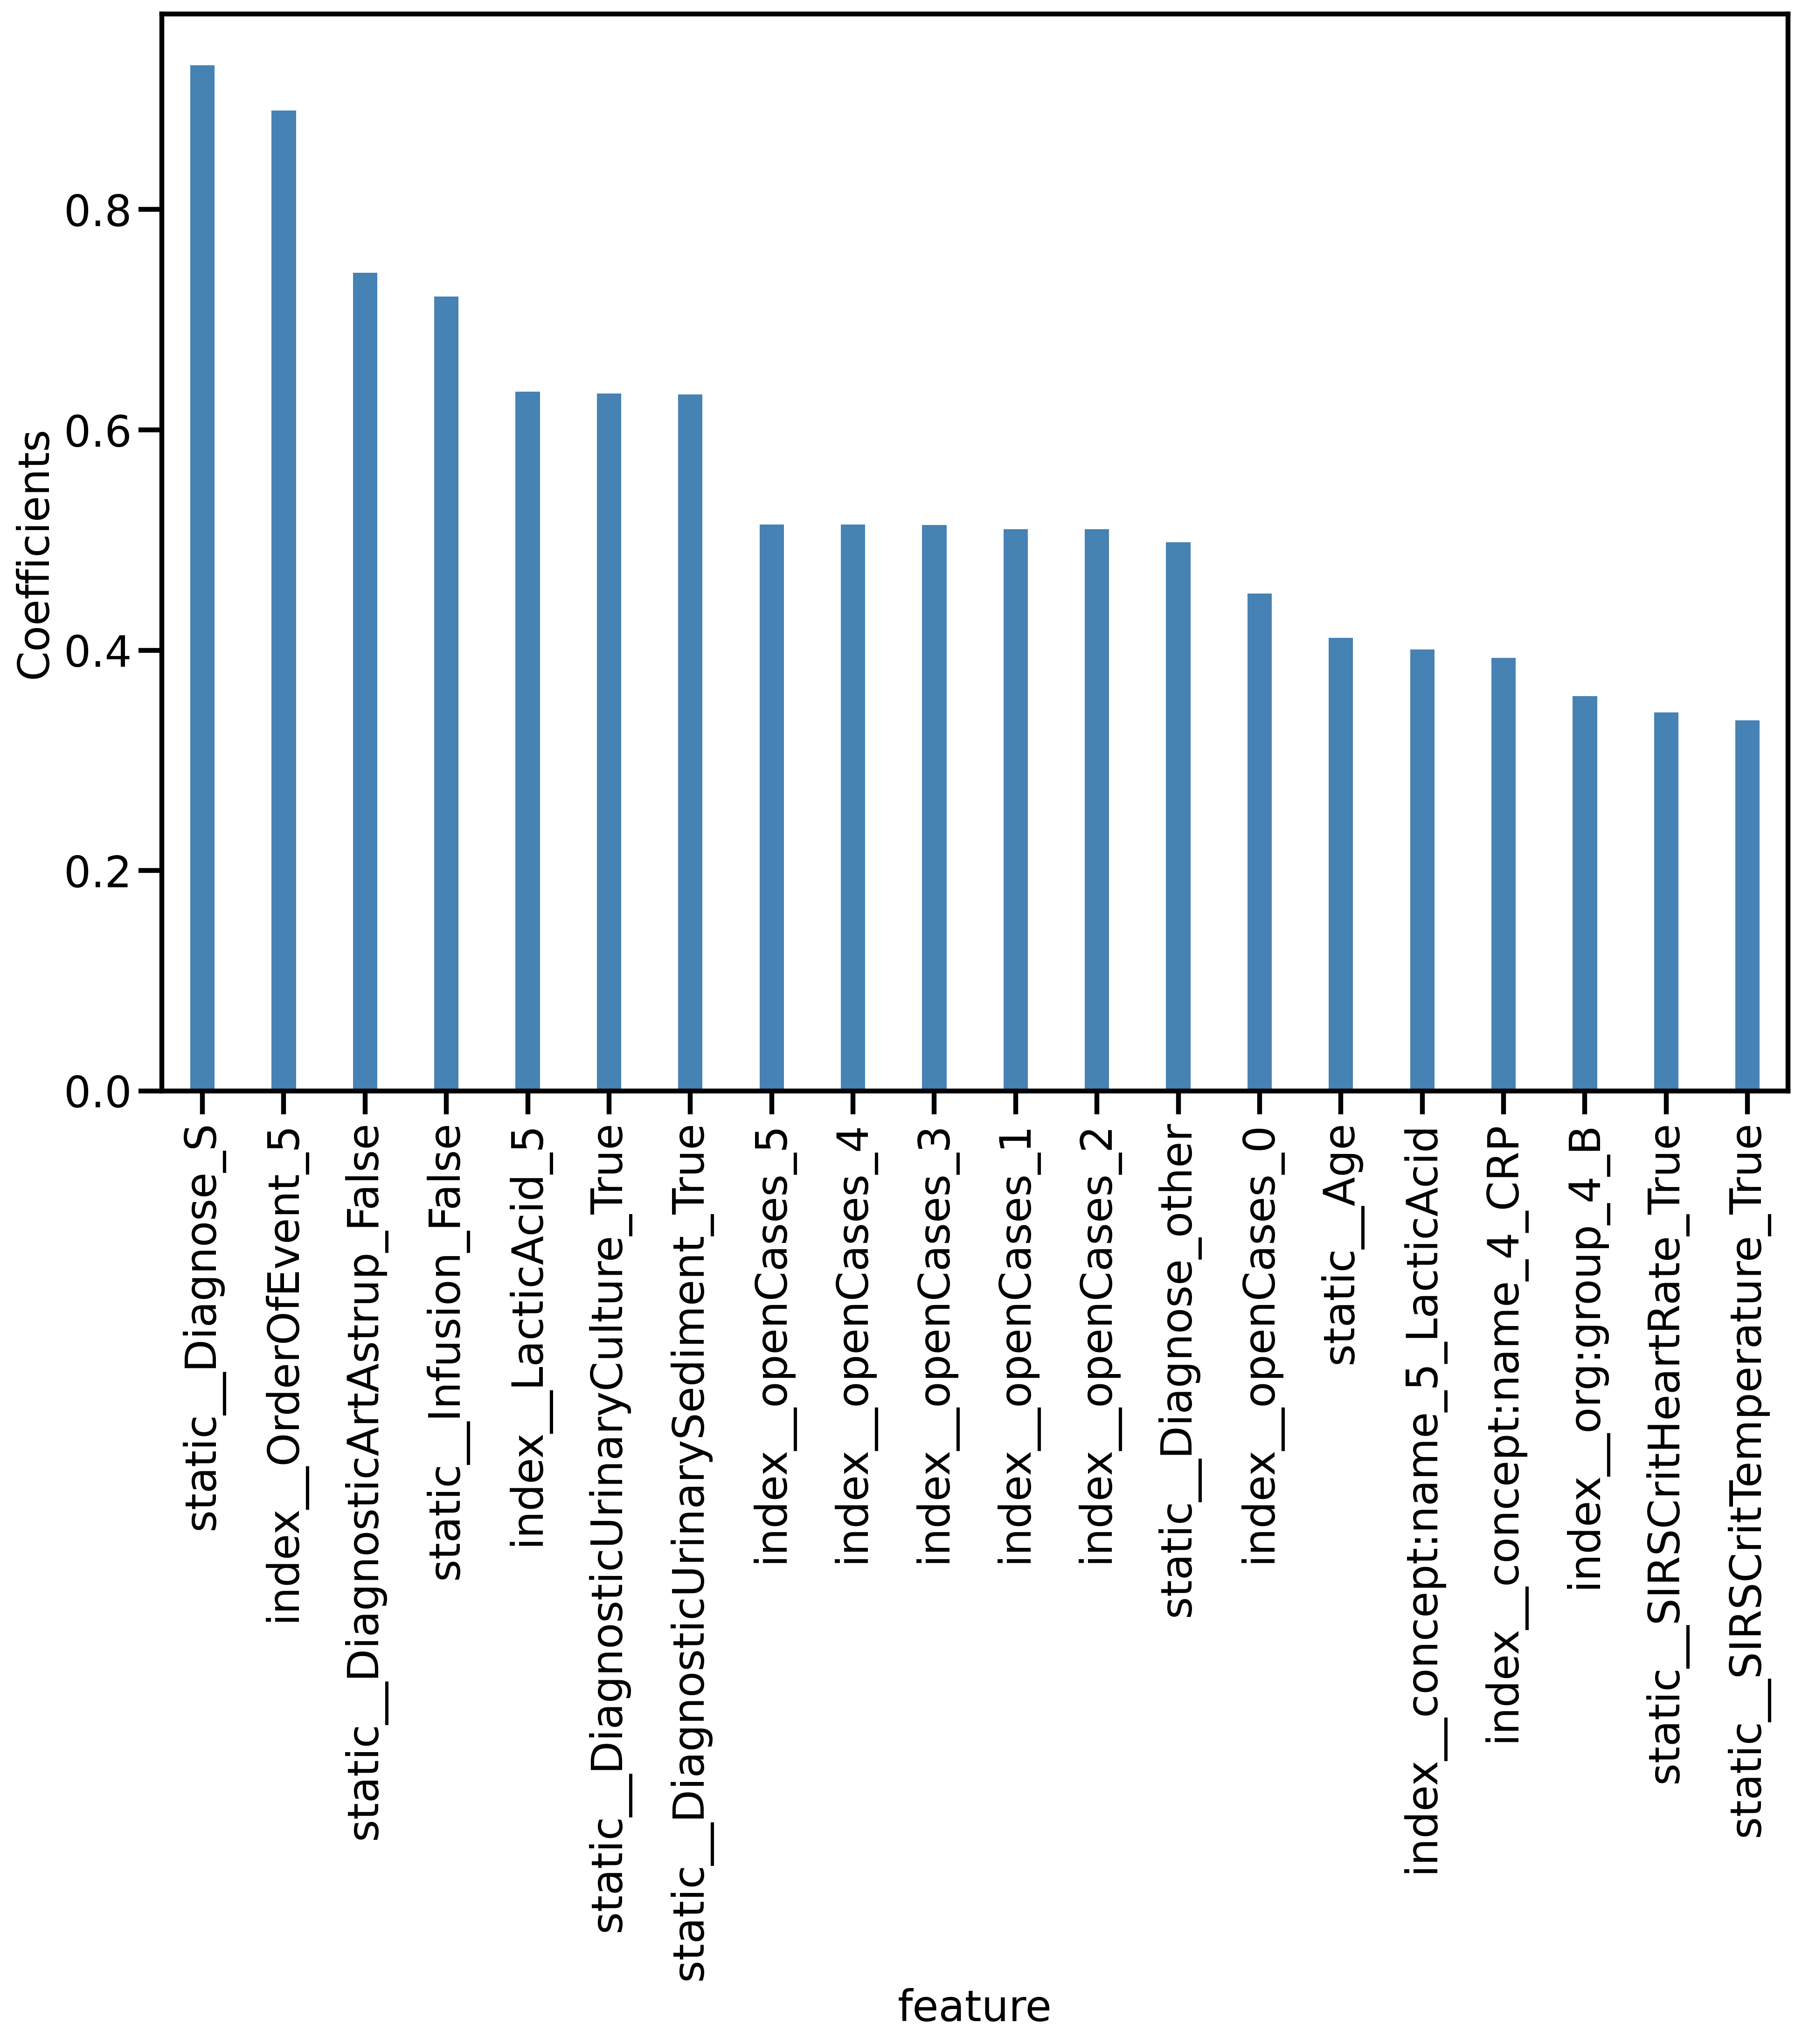 Coefficients
0.8
0.6
0.4
0.2
0.0
static__Diagnose_S
index__OrderOfEvent_5
static__DiagnosticArtAstrup_False
static__Infusion_False
index__LacticAcid_5
static__DiagnosticUrinaryCulture_True
static__DiagnosticUrinarySediment_True
index__openCases_5
index__openCases_4
index__openCases_3
index__openCases_1
index__openCases_2
static__Diagnose_other
index__openCases_0
static__Age
index__concept:name_5_LacticAcid
index__concept:name_4_CRP
index__org:group_4_B
static__SIRSCritHeartRate_True
static__SIRSCritTemperature_True
feature